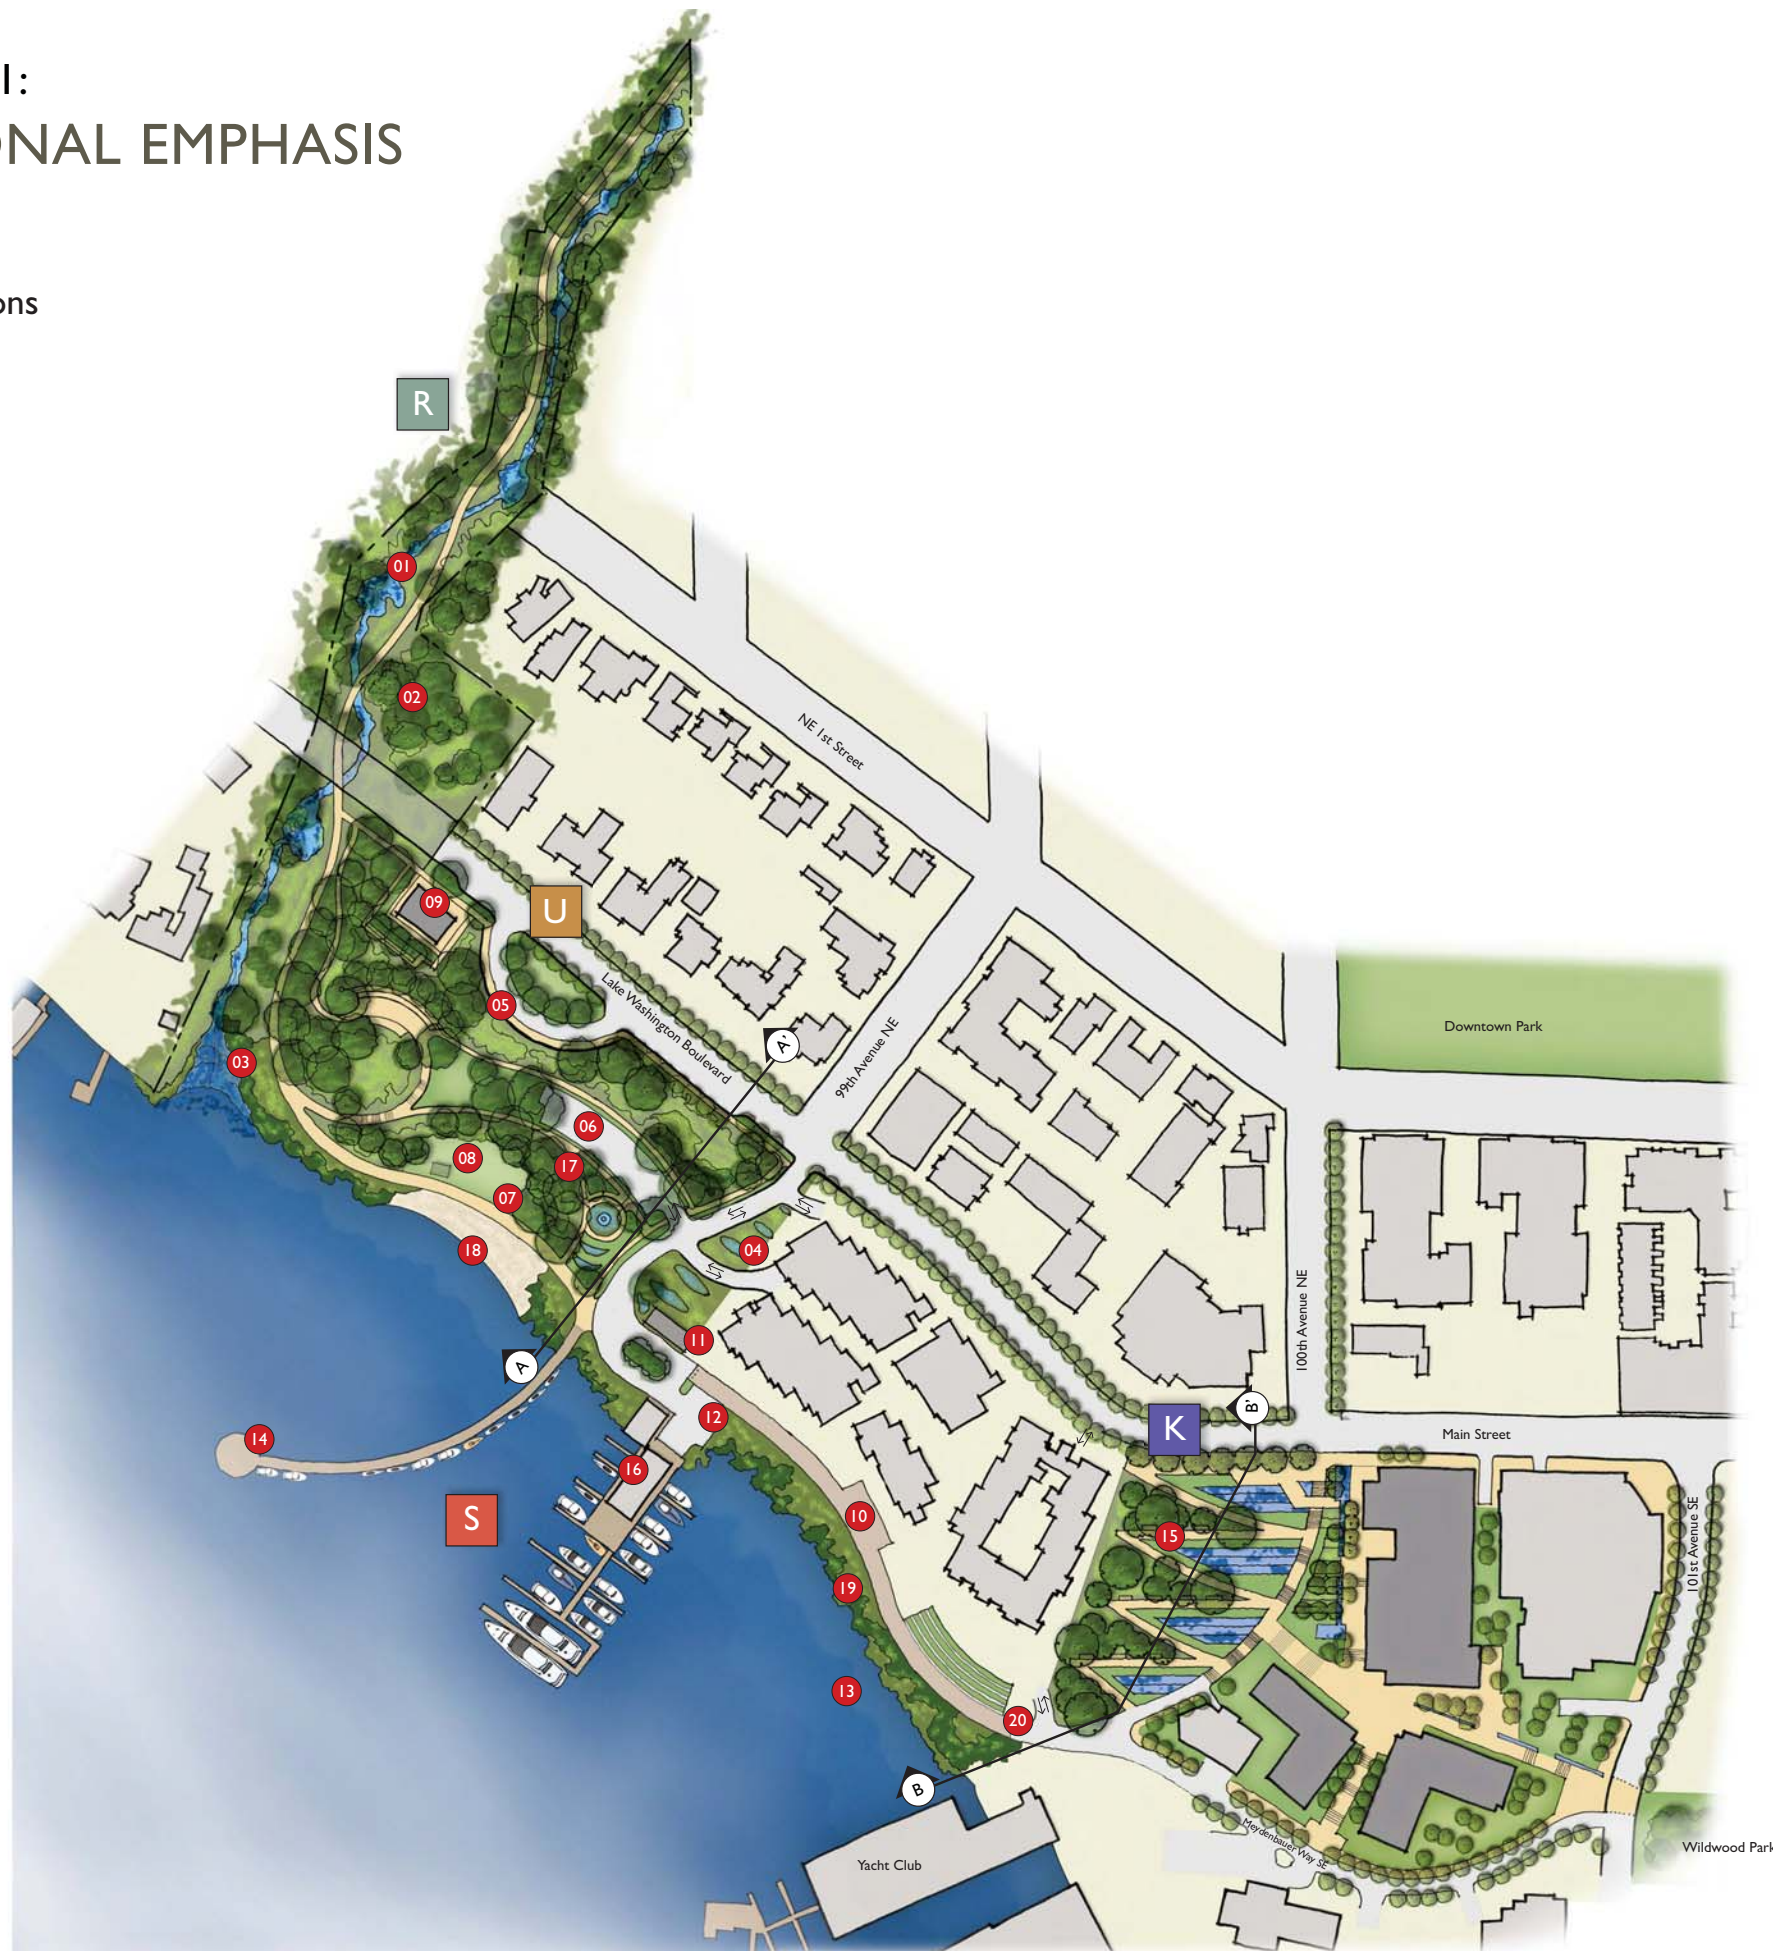 1:
ONAL EMPHASIS
ons
R
01
02
NE 1st Street
09
U
05
Lake Washington Boulevard
A'
99th Avenue NE
Downtown Park
03
06
08
17
07
04
18
11
100th Avenue NE
A
12
K
B'
Main Street
14
16
S
10
15
101st Avenue SE
19
13
20
B
Meydenbauer Way SE
Yacht Club
Wildwood Park